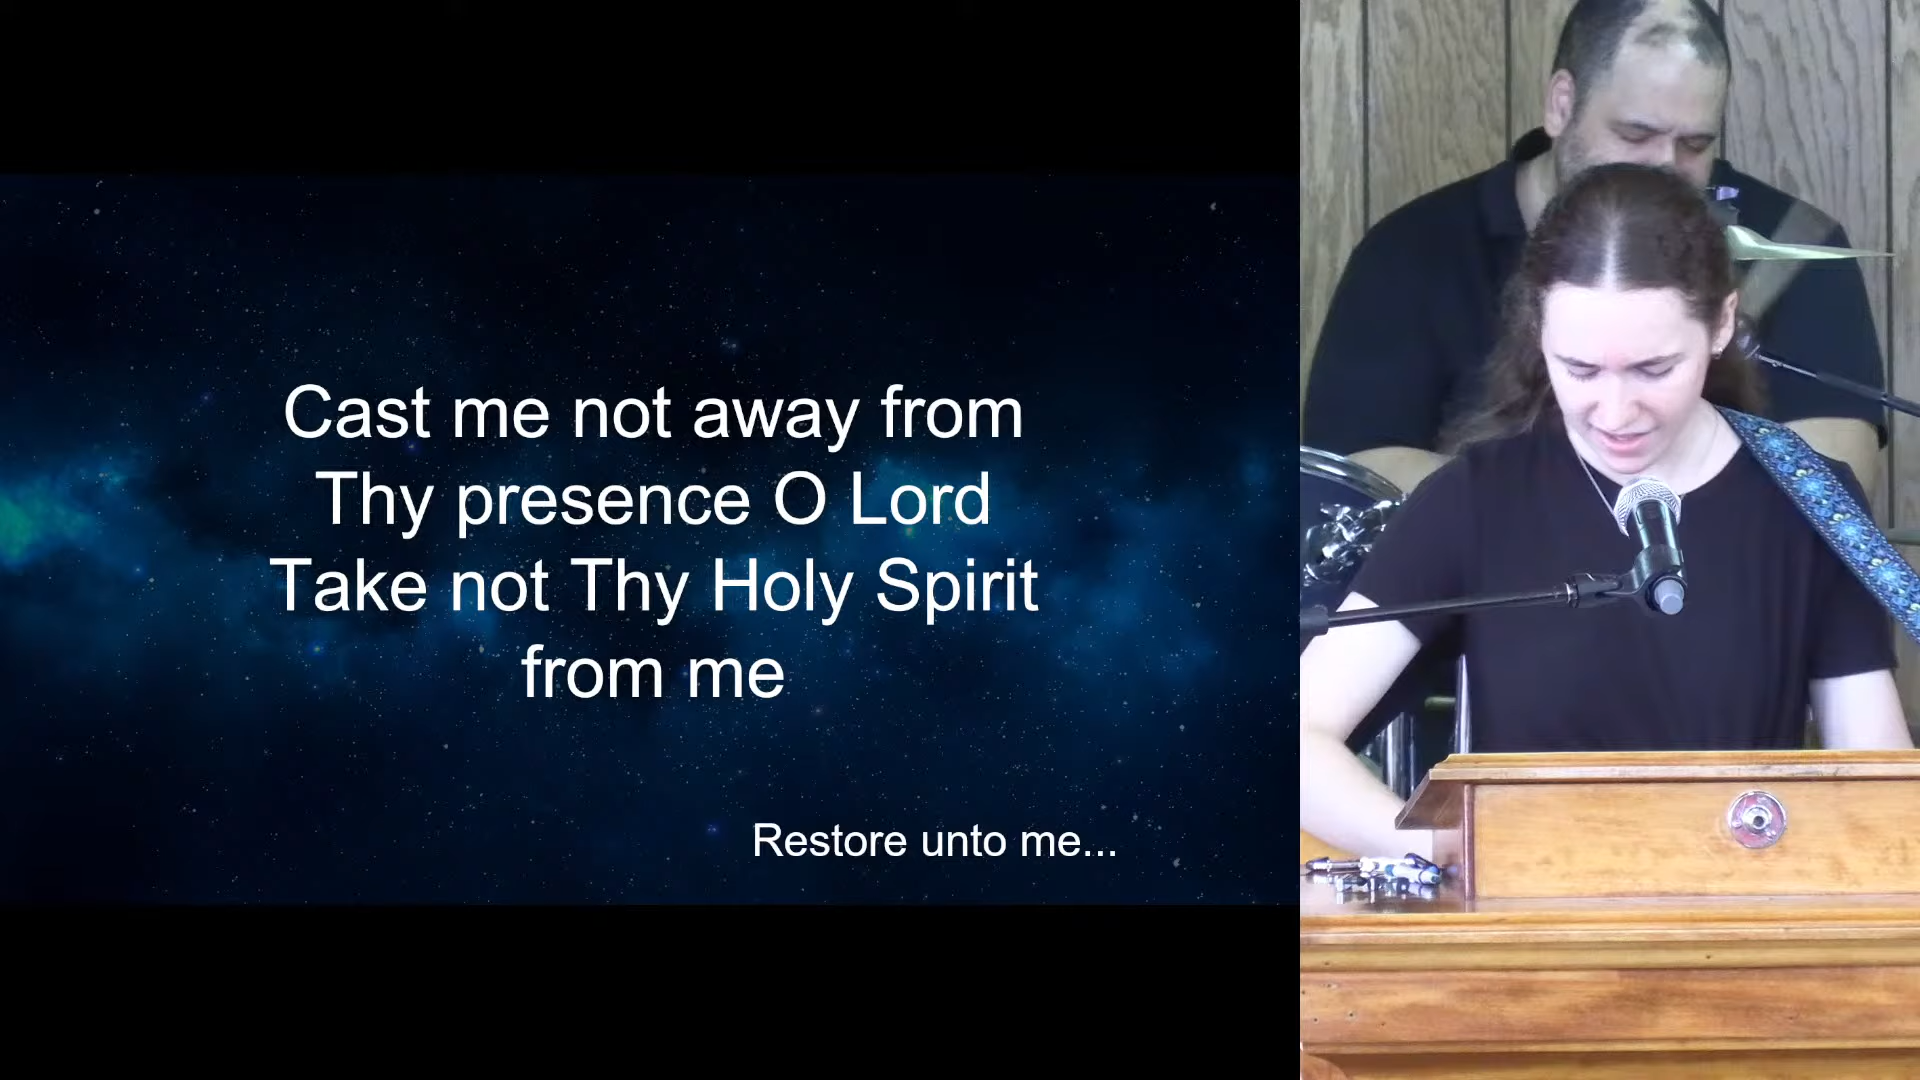 Cast me not away from
Thy presence O Lord
Take not Thy Holy Spirit
from me
Restore unto me...